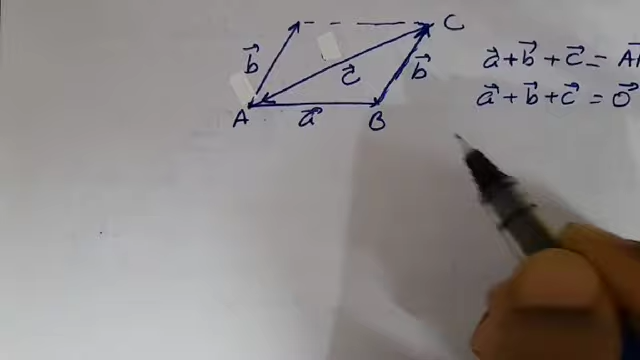 C
b⃗
c⃗
b⃗
A
a⃗
B
a⃗ + b⃗ + c⃗ =
a⃗ + b⃗ + c⃗ = 0⃗